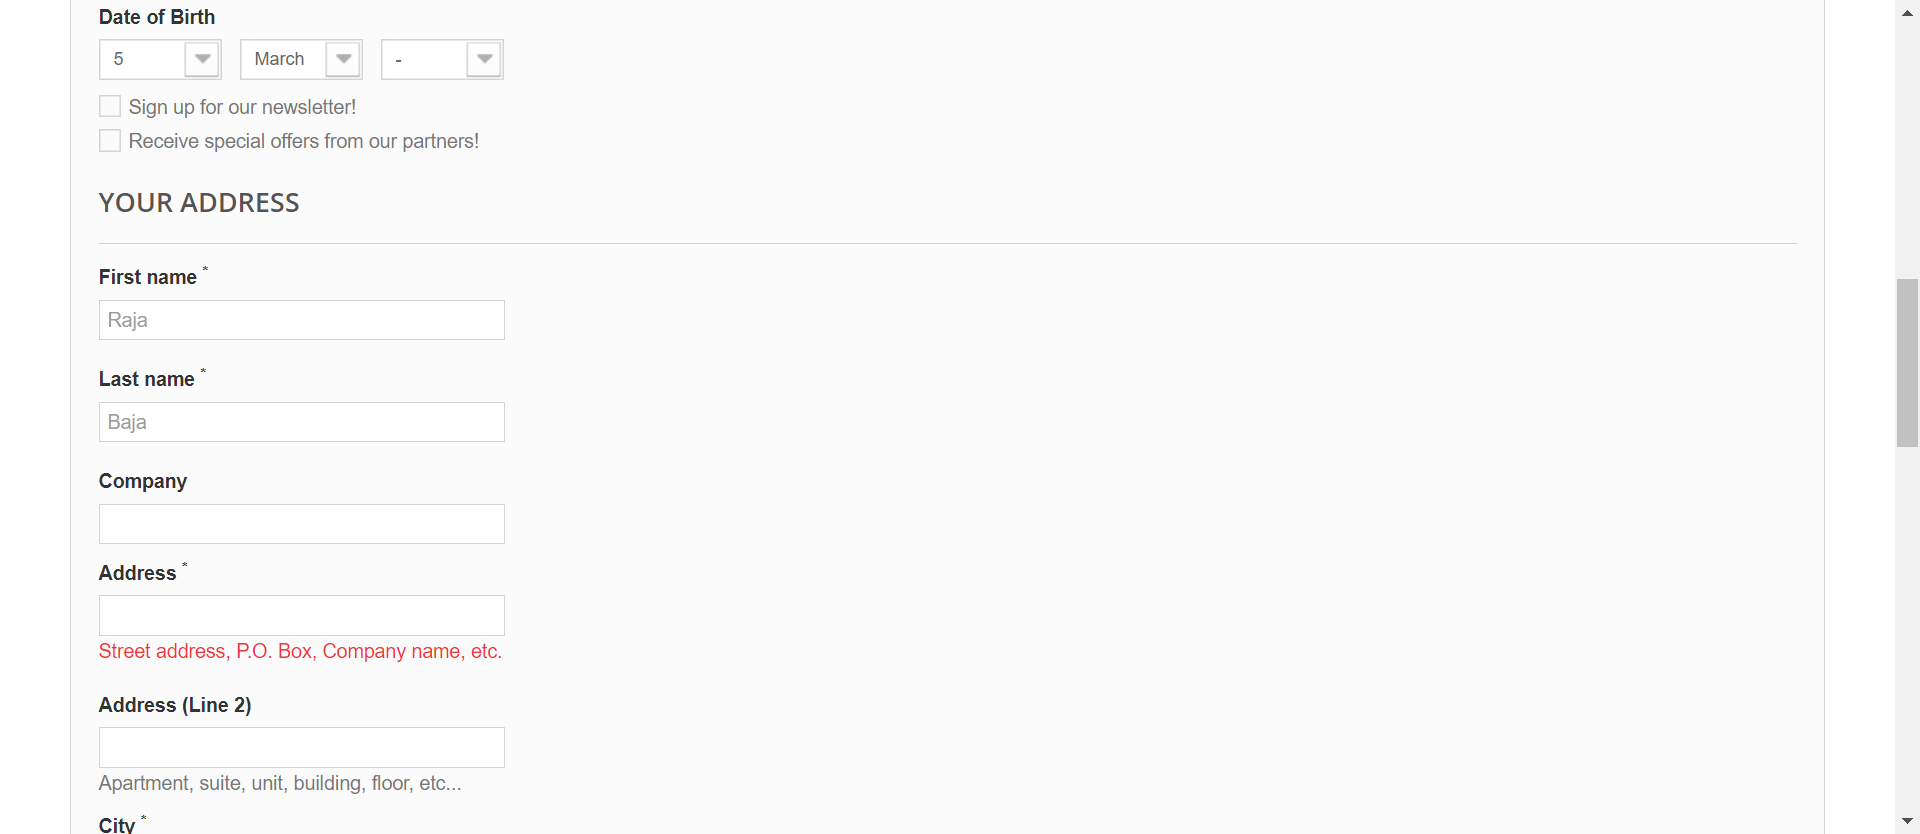 Date of Birth
5 March -
Sign up for our newsletter!
Receive special offers from our partners!
YOUR ADDRESS
First name *
Raja
Last name *
Baja
Company
Address *
Street address, P.O. Box, Company name, etc.
Address (Line 2)
Apartment, suite, unit, building, floor, etc...
City *